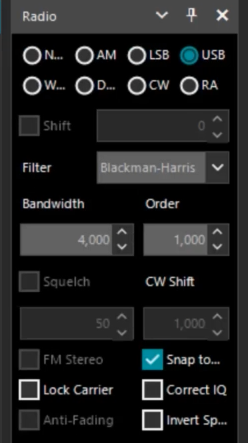 Radio
N... AM LSB USB
W... D... CW RAW
Shift 0
Filter Blackman-Harris
Bandwidth Order
4,000 1,000
Squelch CW Shift
50 1,000
FM Stereo Snap to...
Lock Carrier Correct IQ
Anti-Fading Invert Sp...